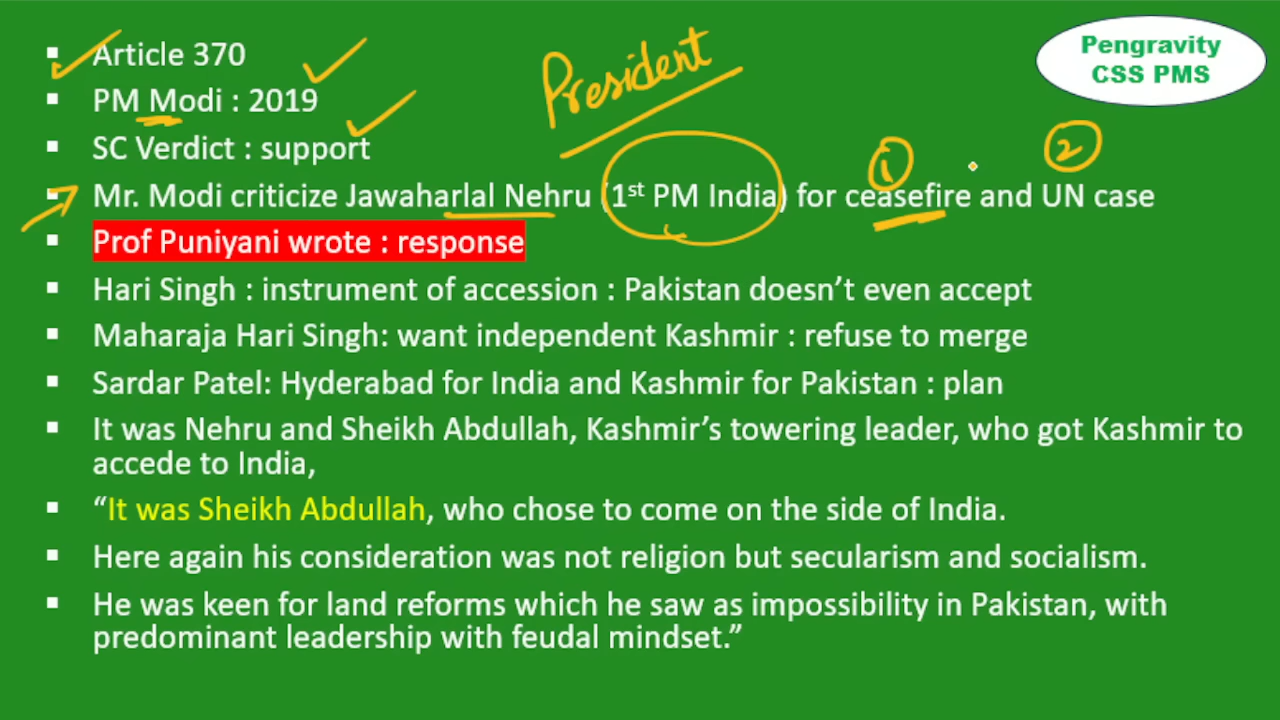 Pengravity
CSS PMS
Article 370
PM Modi : 2019
SC Verdict : support
President
1
2
Mr. Modi criticize Jawaharlal Nehru (1st PM India) for ceasefire and UN case
Prof Puniyani wrote : response
Hari Singh : instrument of accession : Pakistan doesn’t even accept
Maharaja Hari Singh: want independent Kashmir : refuse to merge
Sardar Patel: Hyderabad for India and Kashmir for Pakistan : plan
It was Nehru and Sheikh Abdullah, Kashmir’s towering leader, who got Kashmir to
accede to India,
“It was Sheikh Abdullah, who chose to come on the side of India.
Here again his consideration was not religion but secularism and socialism.
He was keen for land reforms which he saw as impossibility in Pakistan, with
predominant leadership with feudal mindset.”